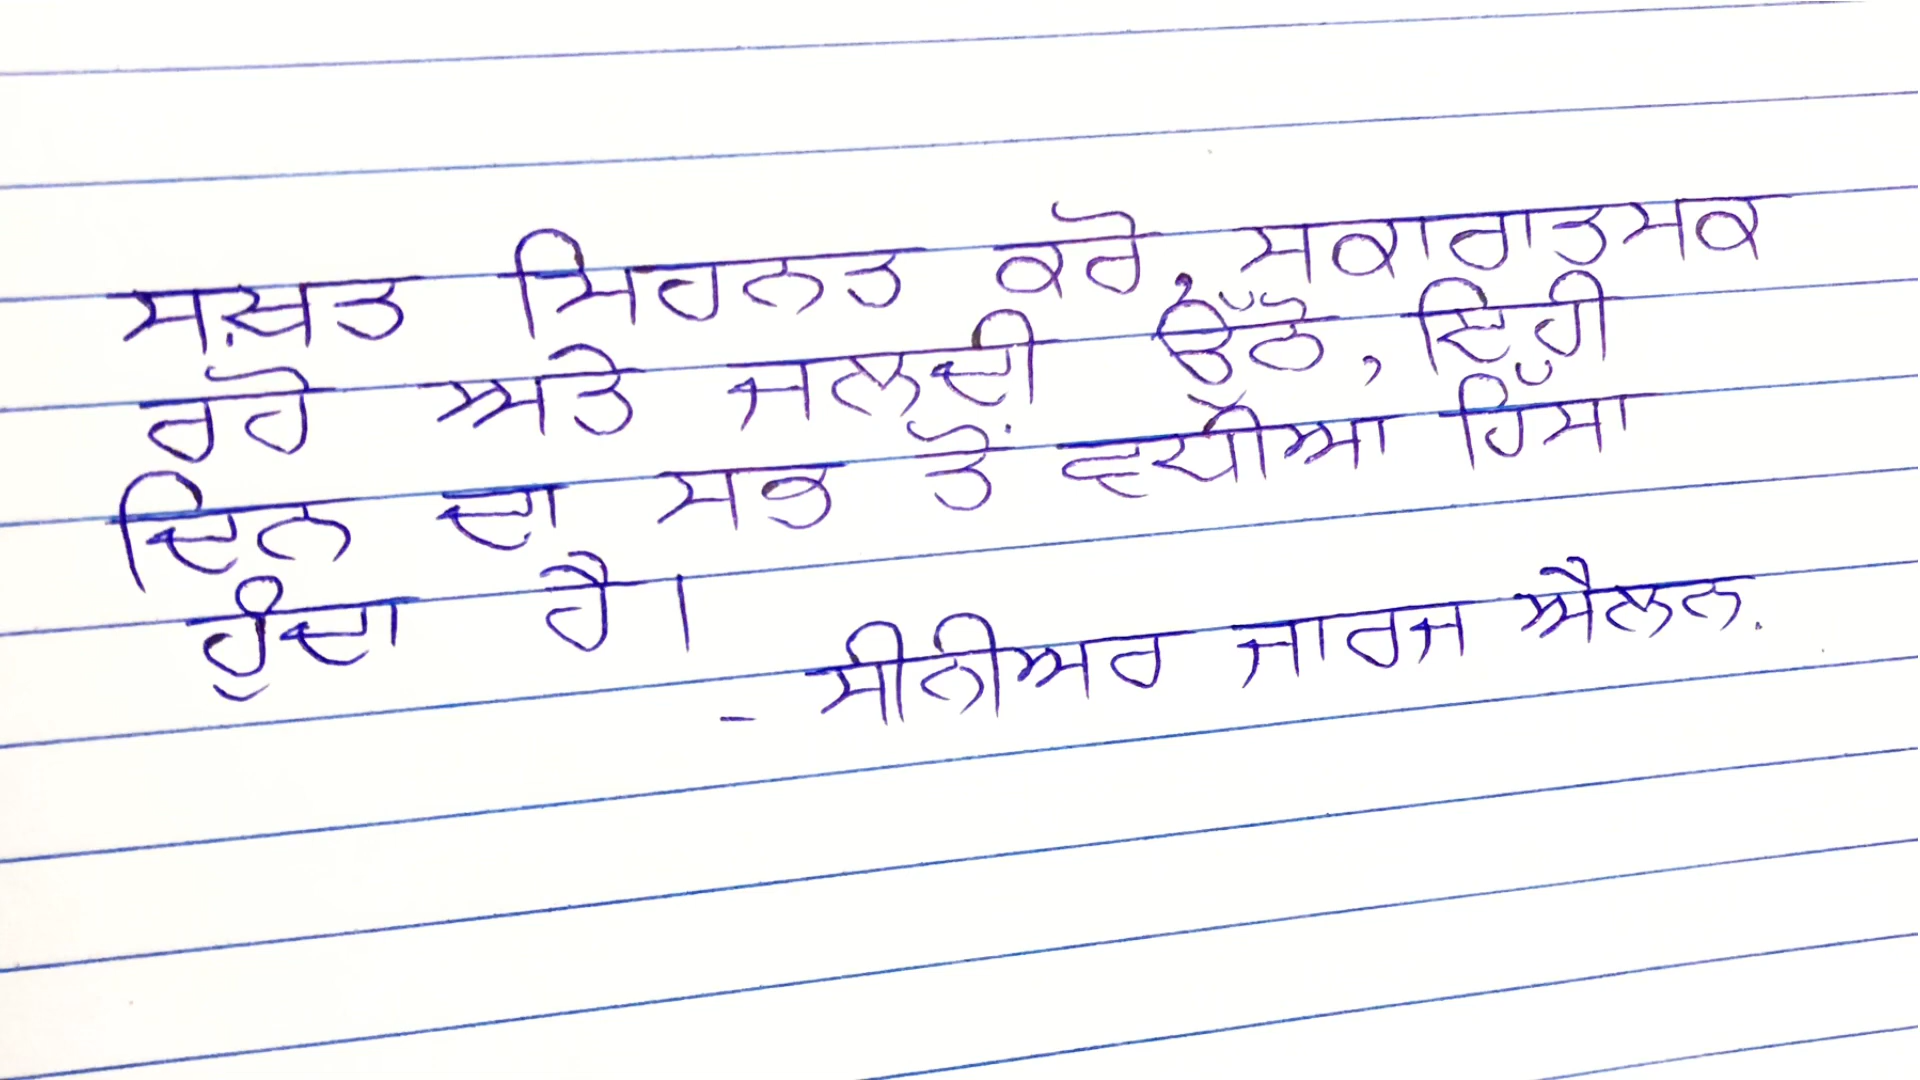 ਸਖ਼ਤ ਮਿਹਨਤ ਕਰੋ, ਸਕਾਰਾਤਮਕ
ਰਹੋ ਅਤੇ ਜਲਦੀ ਉੱਠੋ, ਇਹੀ
ਦਿਨ ਦਾ ਸਭ ਤੋਂ ਵਧੀਆ ਹਿੱਸਾ
ਹੁੰਦਾ ਹੈ।
- ਸੀਨੀਅਰ ਜਾਰਜ ਐਲਨ.